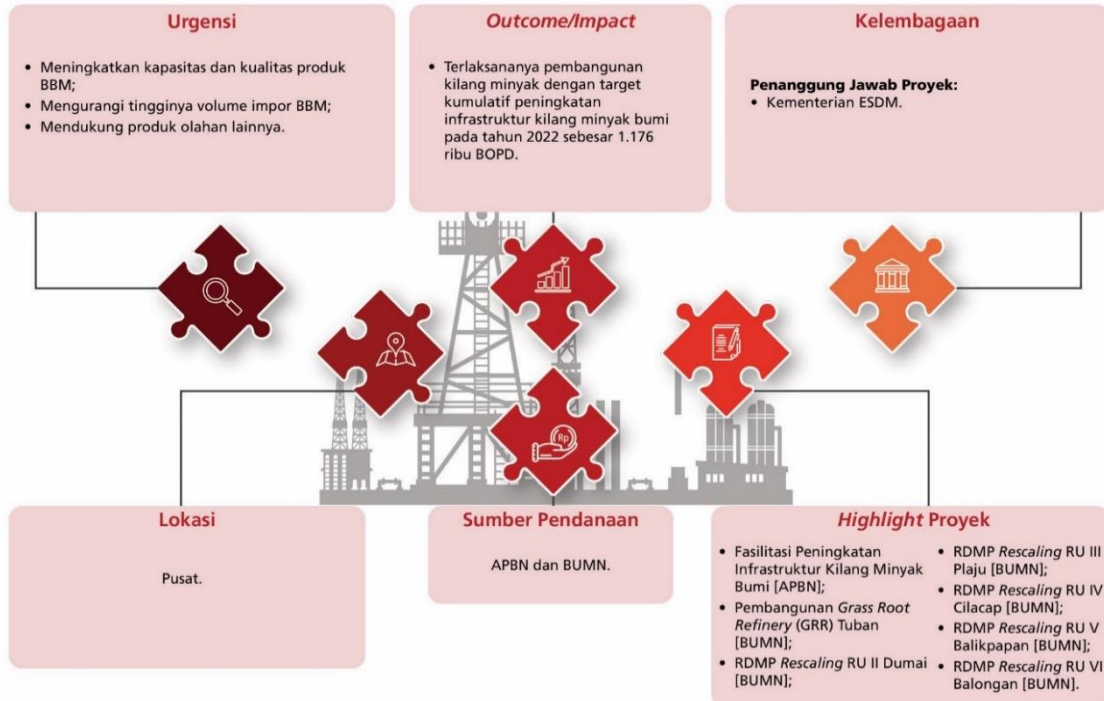 Urgensi
• Meningkatkan kapasitas dan kualitas produk
BBM;
• Mengurangi tingginya volume impor BBM;
• Mendukung produk olahan lainnya.
Outcome/Impact
• Terlaksananya pembangunan
kilang minyak dengan target
kumulatif peningkatan
infrastruktur kilang minyak bumi
pada tahun 2022 sebesar 1.176
ribu BOPD.
Kelembagaan
Penanggung Jawab Proyek:
• Kementerian ESDM.
Rp
Lokasi
Pusat.
Sumber Pendanaan
APBN dan BUMN.
Highlight Proyek
• Fasilitasi Peningkatan
Infrastruktur Kilang Minyak
Bumi [APBN];
• Pembangunan Grass Root
Refinery (GRR) Tuban
[BUMN];
• RDMP Rescaling RU II Dumai
[BUMN];
• RDMP Rescaling RU III
Plaju [BUMN];
• RDMP Rescaling RU IV
Cilacap [BUMN];
• RDMP Rescaling RU V
Balikpapan [BUMN];
• RDMP Rescaling RU VI
Balongan [BUMN].